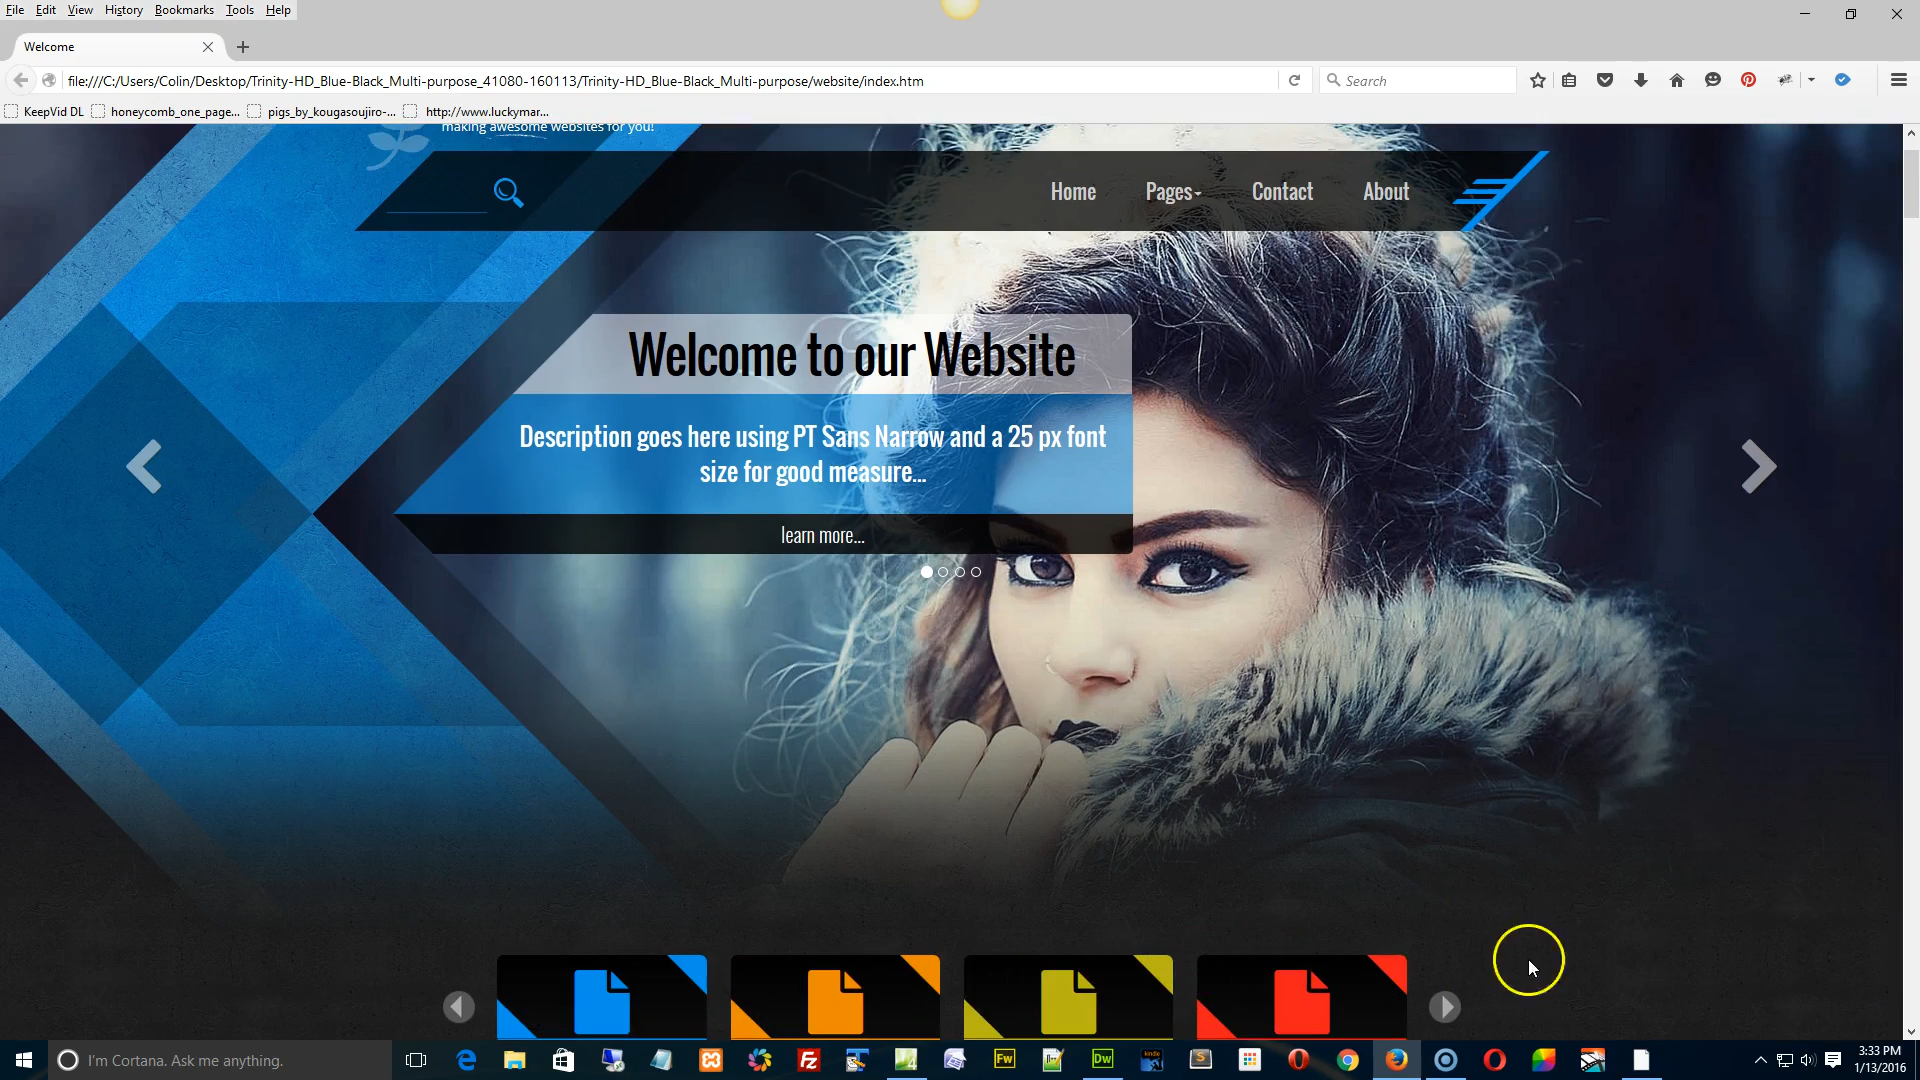 File Edit View History Bookmarks Tools Help
Welcome
file:///C:/Users/Colin/Desktop/Trinity-HD_Blue-Black_Multi-purpose_41080-160113/Trinity-HD_Blue-Black_Multi-purpose/website/index.htm
Search
KeepVid DL
honeycomb_one_page...
pigs_by_kougasoujiro-...
http://www.luckymar...
making awesome websites for you!
Home Pages Contact About
Welcome to our Website
Description goes here using PT Sans Narrow and a 25 px font
size for good measure...
learn more...
I'm Cortana. Ask me anything.
Fw
Dw
kindle
3:33 PM
1/13/2016